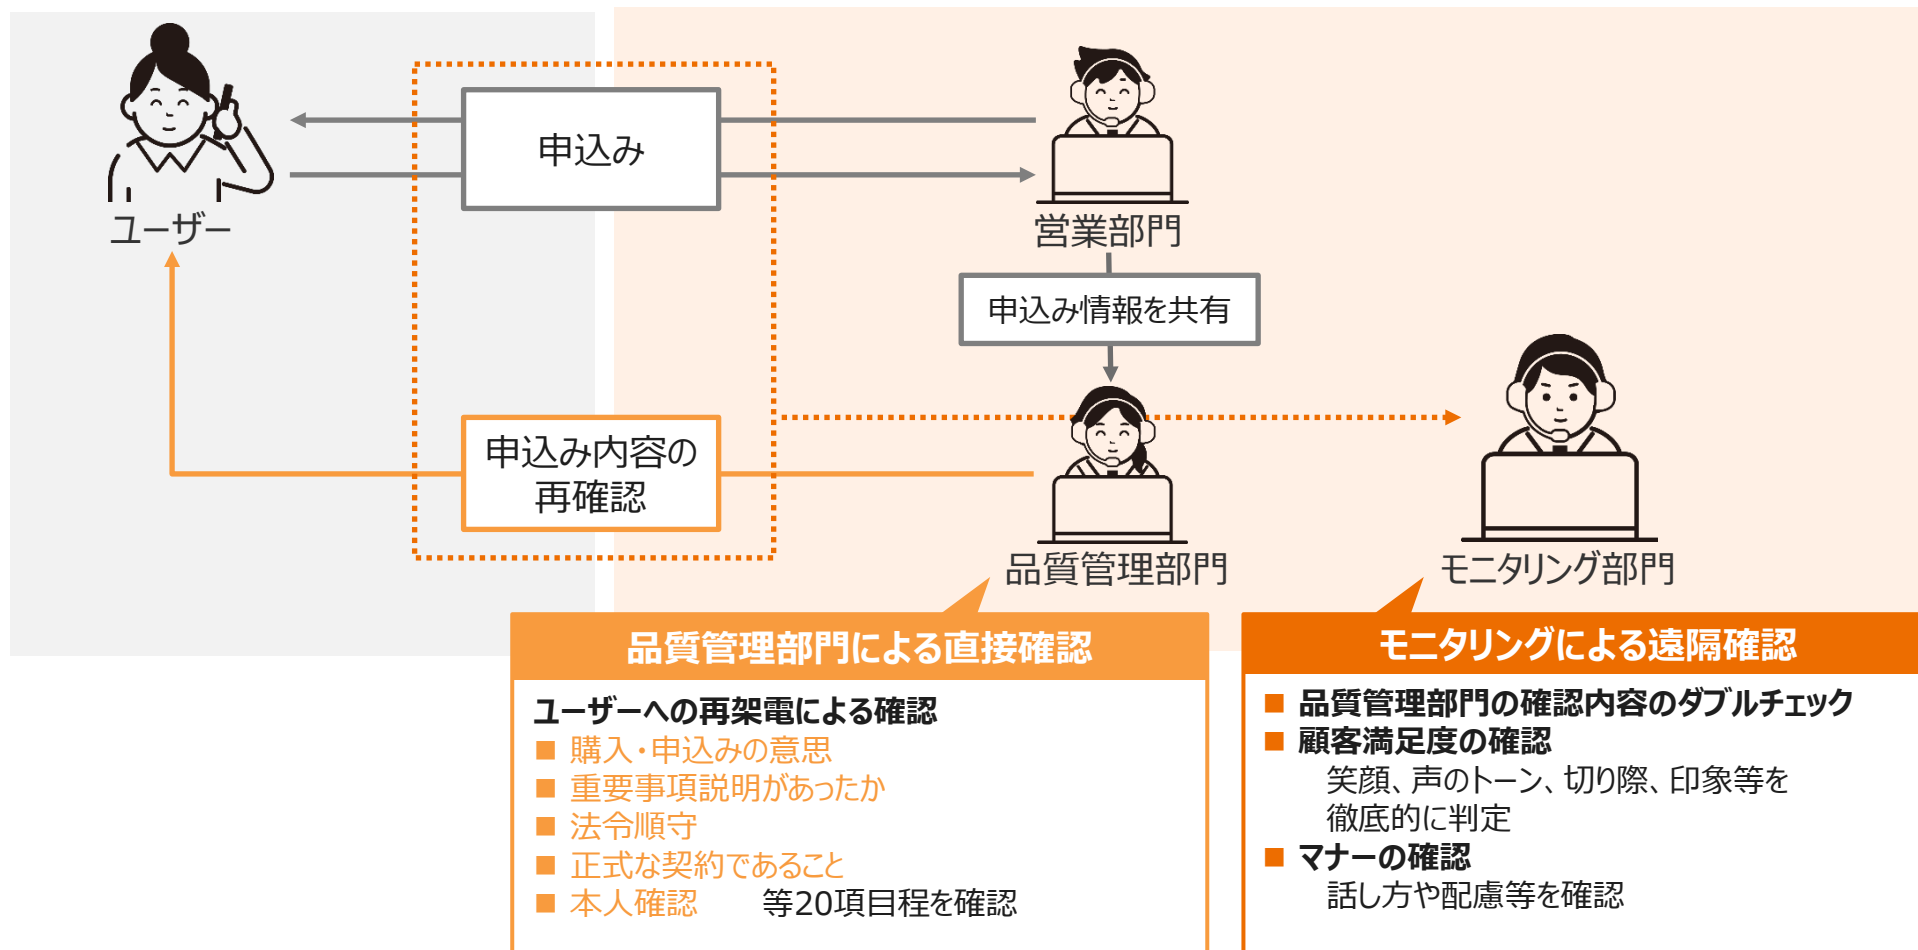 申込み
ユーザー
営業部門
申込み情報を共有
申込み内容の
再確認
品質管理部門
モニタリング部門
品質管理部門による直接確認
ユーザーへの再架電による確認
■ 購入・申込みの意思
■ 重要事項説明があったか
■ 法令順守
■ 正式な契約であること
■ 本人確認 等20項目程を確認
モニタリングによる遠隔確認
■ 品質管理部門の確認内容のダブルチェック
■ 顧客満足度の確認
笑顔、声のトーン、切り際、印象等を
徹底的に判定
■ マナーの確認
話し方や配慮等を確認